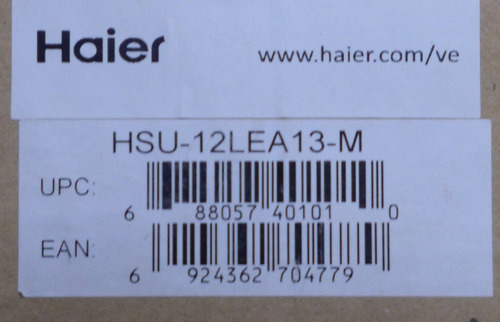 Haier
www.haier.com/ve
HSU-12LEA13-M
UPC:
6 88057 40101 0
EAN:
6 924362 704779